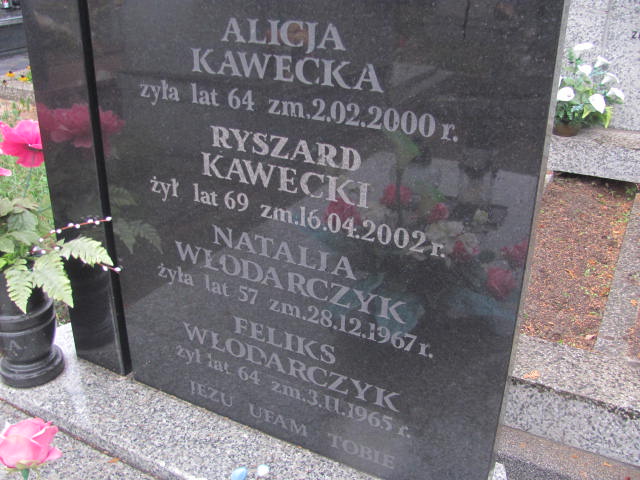 ALICJA
KAWECKA
żyła lat 64 zm.2.02.2000 r.
RYSZARD
KAWECKI
żył lat 69 zm.16.04.2002 r.
NATALIA
WŁODARCZYK
żyła lat 57 zm.28.12.1967 r.
FELIKS
WŁODARCZYK
żył lat 64 zm.3.11.1965 r.
JEZU UFAM TOBIE